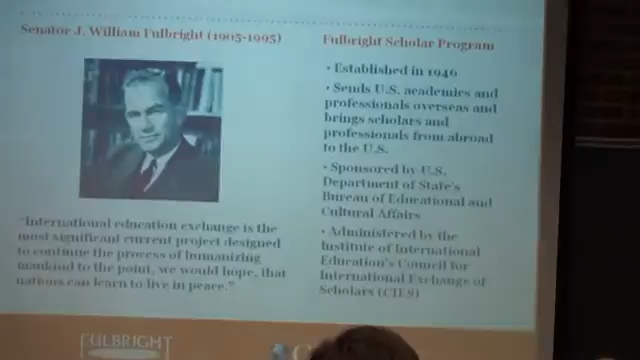 Senator J. William Fulbright (1905-1995)
"International education exchange is the
most significant current project designed
to continue the process of humanizing
mankind to the point, we would hope, that
nations can learn to live in peace."
Fulbright Scholar Program
• Established in 1946
• Sends U.S. academics and
professionals overseas and
brings scholars and
professionals from abroad
to the U.S.
• Sponsored by U.S.
Department of State's
Bureau of Educational and
Cultural Affairs
• Administered by the
Institute of International
Education's Council for
International Exchange of
Scholars (CIES)
FULBRIGHT